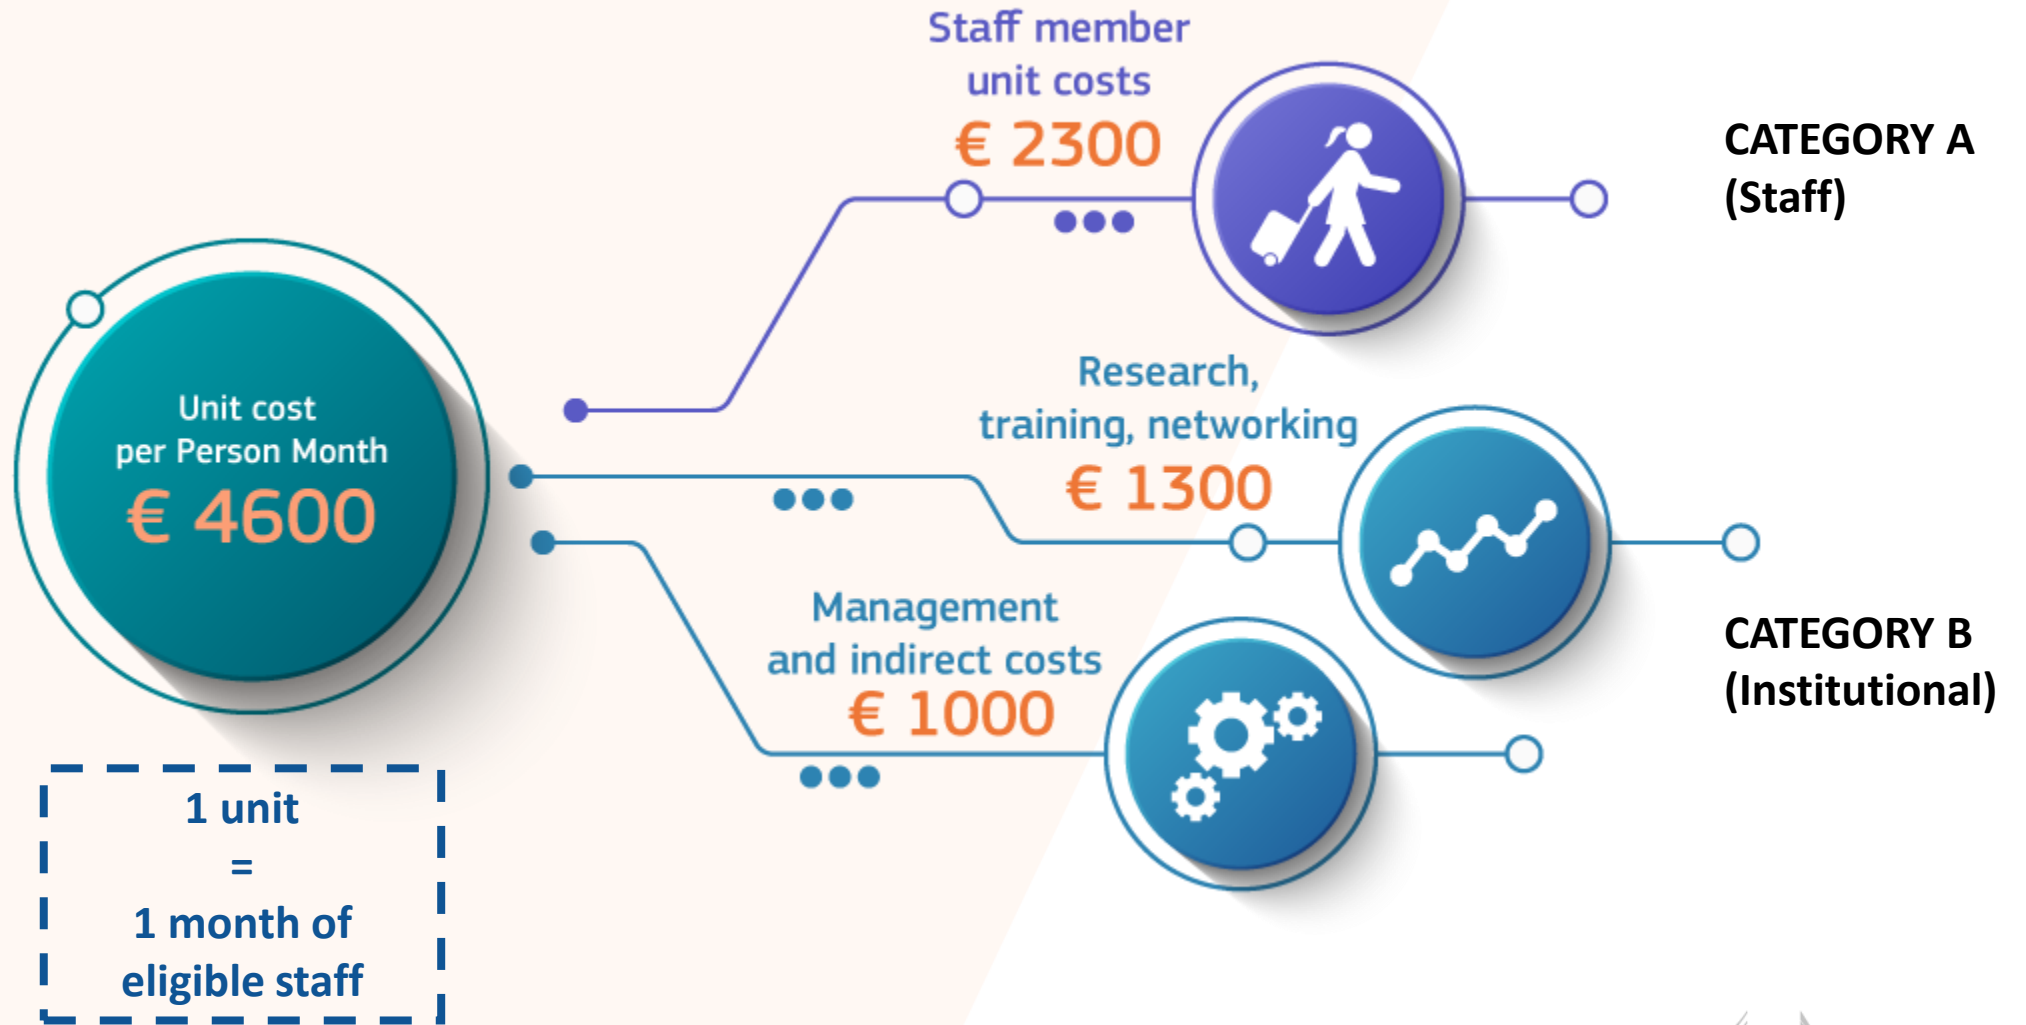 Staff member
unit costs
€ 2300
CATEGORY A
(Staff)
Unit cost
per Person Month
€ 4600
Research,
training, networking
€ 1300
Management
and indirect costs
€ 1000
CATEGORY B
(Institutional)
1 unit
=
1 month of
eligible staff